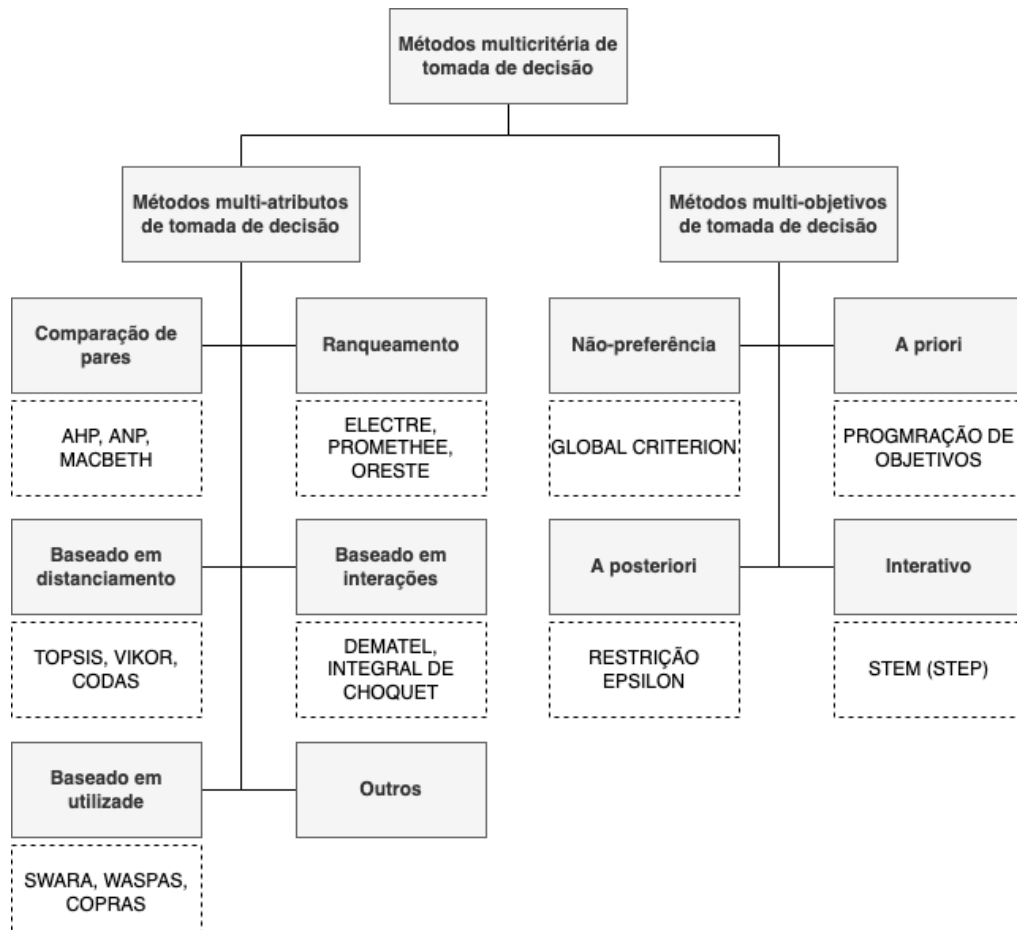 Métodos multicritéria de
tomada de decisão
Métodos multi-atributos
de tomada de decisão
Métodos multi-objetivos
de tomada de decisão
Comparação de
pares
Ranqueamento
Não-preferência
A priori
AHP, ANP,
MACBETH
ELECTRE,
PROMETHEE,
ORESTE
GLOBAL CRITERION
PROGMRAÇÃO DE
OBJETIVOS
Baseado em
distanciamento
Baseado em
interações
A posteriori
Interativo
TOPSIS, VIKOR,
CODAS
DEMATEL,
INTEGRAL DE
CHOQUET
RESTRIÇÃO
EPSILON
STEM (STEP)
Baseado em
utilizade
Outros
SWARA, WASPAS,
COPRAS